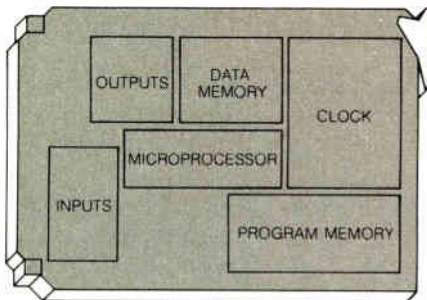 OUTPUTS
DATA
MEMORY
CLOCK
MICROPROCESSOR
INPUTS
PROGRAM MEMORY